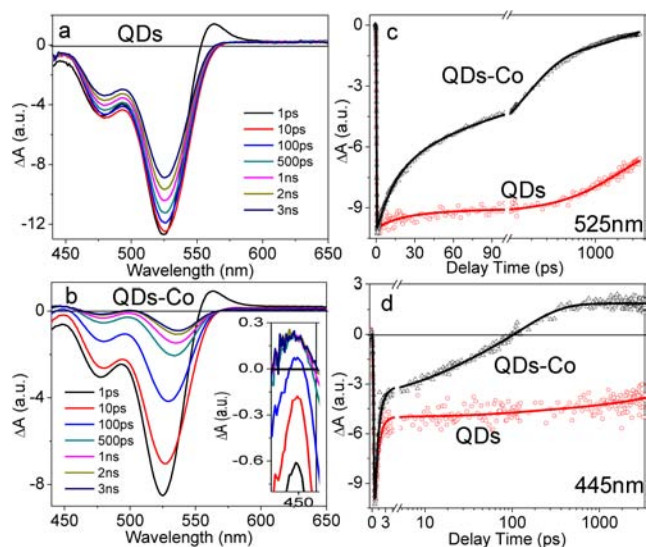 a QDs
ΔA (a.u.)
0
-4
-8
-12
1ps
10ps
100ps
500ps
1ns
2ns
3ns
450 500 550 600 650
Wavelength (nm)
b QDs-Co
ΔA (a.u.)
0
-4
-8
1ps
10ps
100ps
500ps
1ns
2ns
3ns
ΔA (a.u.)
0.3
0.0
-0.3
-0.6
450
450 500 550 600 650
Wavelength (nm)
c
ΔA (a.u.)
0
-3
-6
-9
QDs-Co
QDs
525nm
0 30 60 90 1000
Delay Time (ps)
d
ΔA (a.u.)
3
0
-3
-6
-9
QDs-Co
QDs
445nm
0 3 10 100 1000
Delay Time (ps)